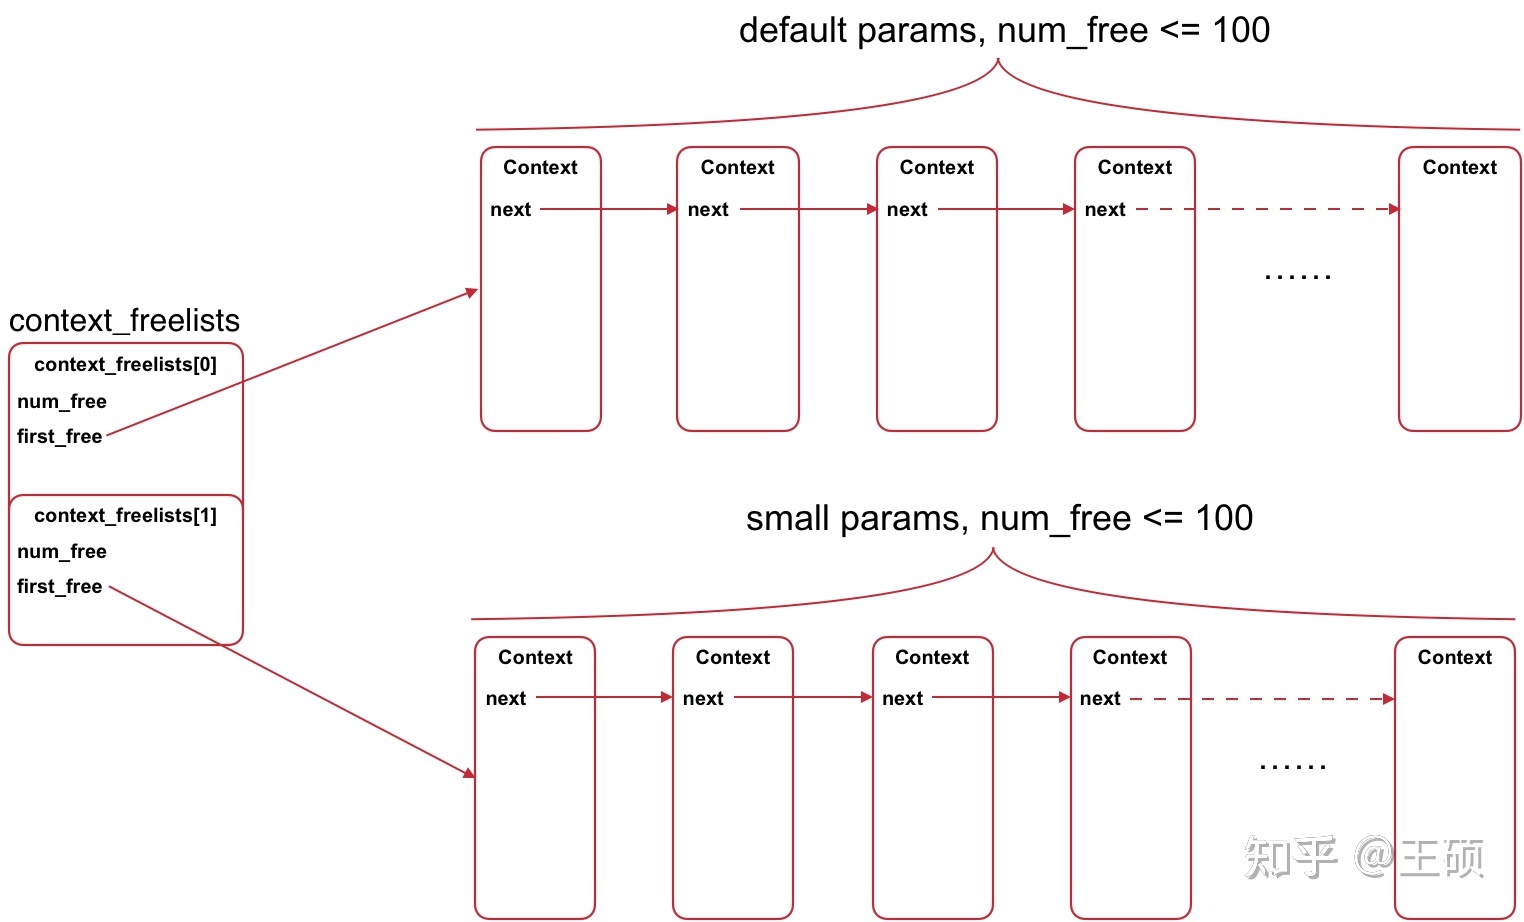 default params, num_free <= 100
Context
Context
Context
Context
Context
next
next
next
next
......
context_freelists
context_freelists[0]
num_free
first_free
context_freelists[1]
num_free
first_free
small params, num_free <= 100
Context
Context
Context
Context
Context
next
next
next
next
......
知乎 @王硕